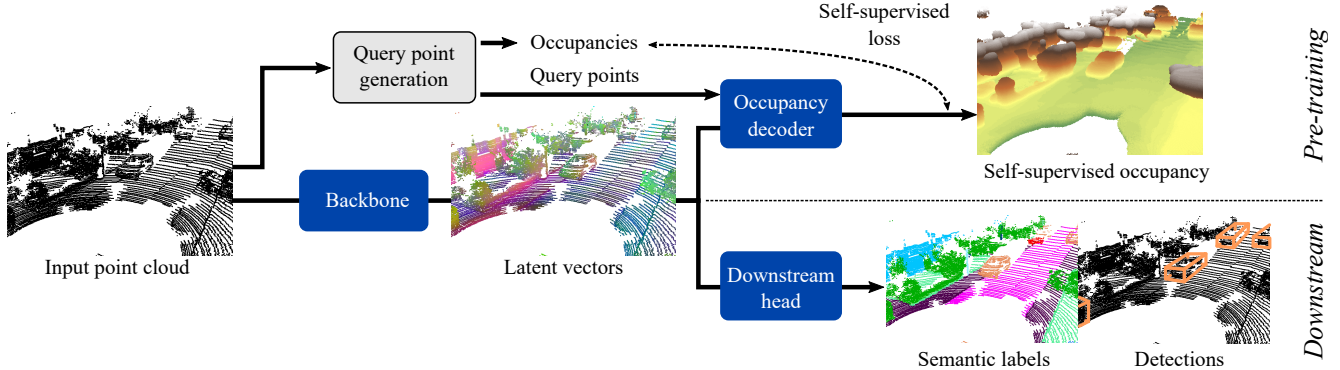 Self-supervised
loss
Query point
generation
Occupancies
Query points
Occupancy
decoder
Pre-training
Self-supervised occupancy
Backbone
Input point cloud
Latent vectors
Downstream
head
Downstream
Semantic labels
Detections